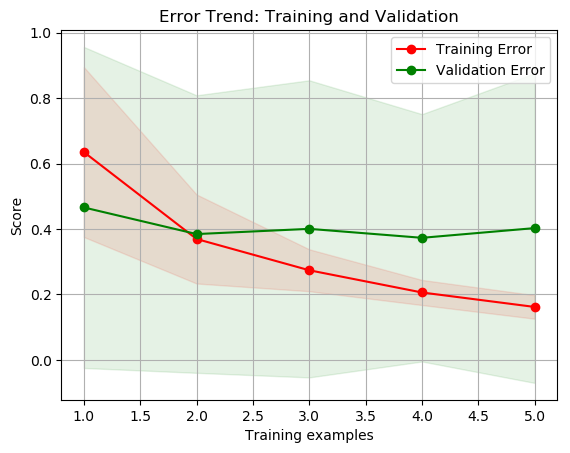 Error Trend: Training and Validation
Training Error
Validation Error
Score
1.0
0.8
0.6
0.4
0.2
0.0
1.0 1.5 2.0 2.5 3.0 3.5 4.0 4.5 5.0
Training examples